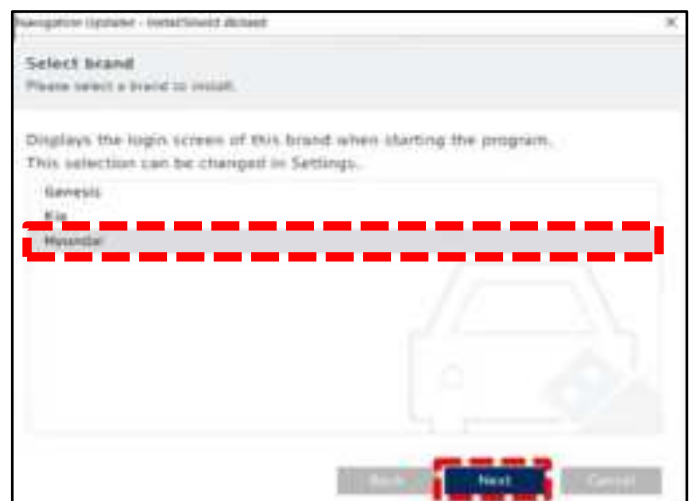 Navigation Updater - InstallShield Wizard
Select brand
Please select a brand to install.
Displays the login screen of this brand when starting the program.
This selection can be changed in Settings.
Genesis
Kia
Hyundai
Back
Next
Cancel